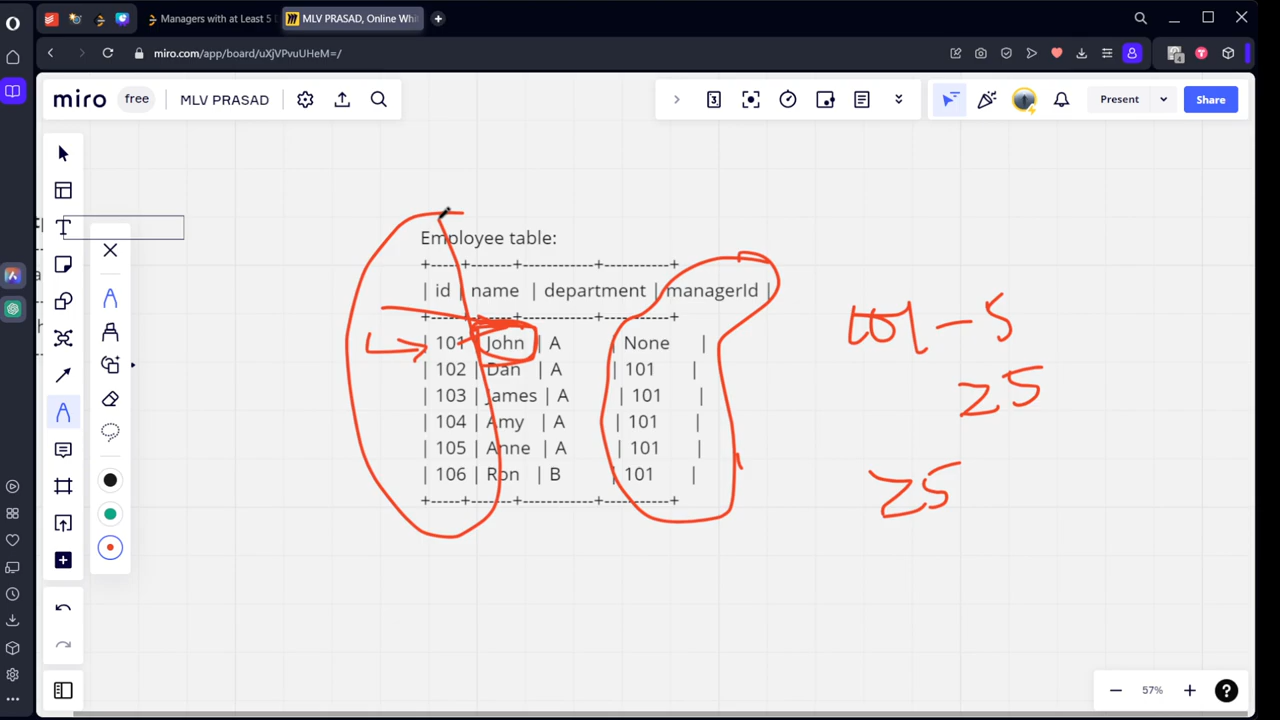 Managers with at Least 5
MLV PRASAD, Online Whi
miro.com/app/board/uXjVPvuUHeM=/
4
miro free MLV PRASAD
3
Present
Share
T
Employee table:
+-----+-------+------------+-----------+
| id | name | department | managerId |
+-----+-------+------------+-----------+
| 101 | John | A | None |
| 102 | Dan | A | 101 |
| 103 | James | A | 101 |
| 104 | Amy | A | 101 |
| 105 | Anne | A | 101 |
| 106 | Ron | B | 101 |
+-----+-------+------------+-----------+
101 - 5
25
25
57%
?